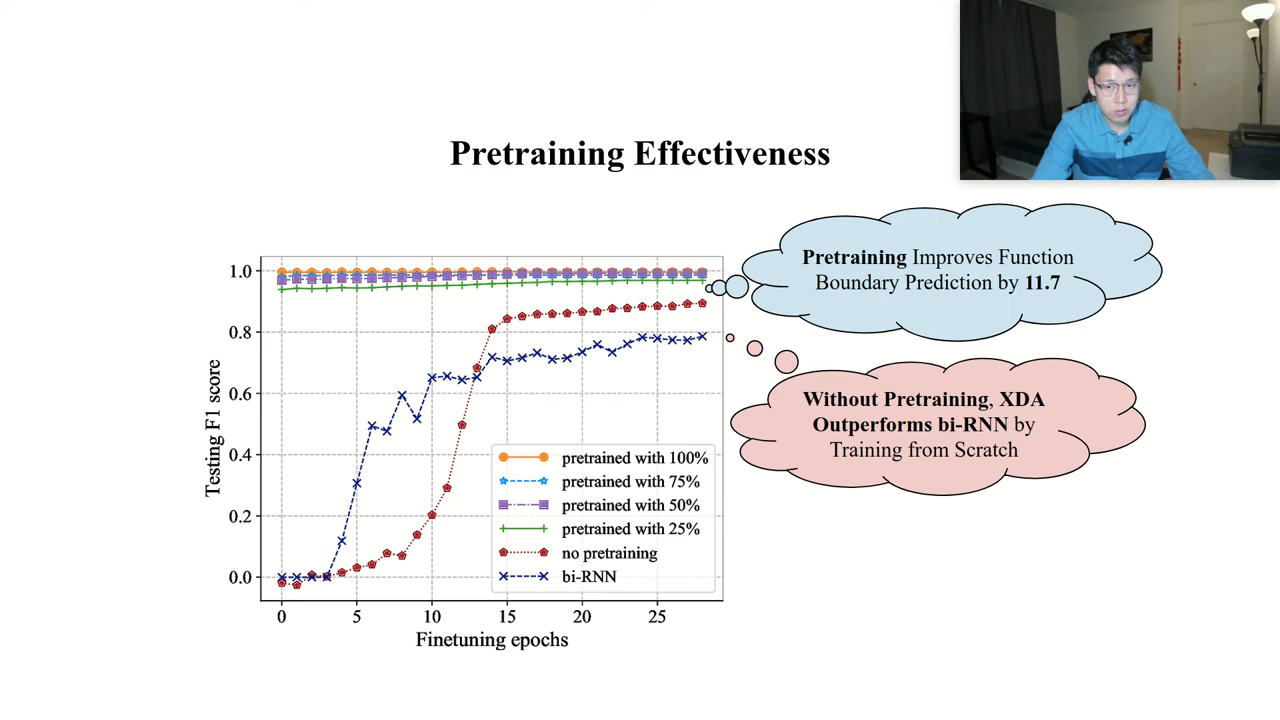 Pretraining Effectiveness
Pretraining Improves Function
Boundary Prediction by 11.7
Without Pretraining, XDA
Outperforms bi-RNN by
Training from Scratch
Testing F1 score
1.0
0.8
0.6
0.4
0.2
0.0
pretrained with 100%
pretrained with 75%
pretrained with 50%
pretrained with 25%
no pretraining
bi-RNN
0 5 10 15 20 25
Finetuning epochs